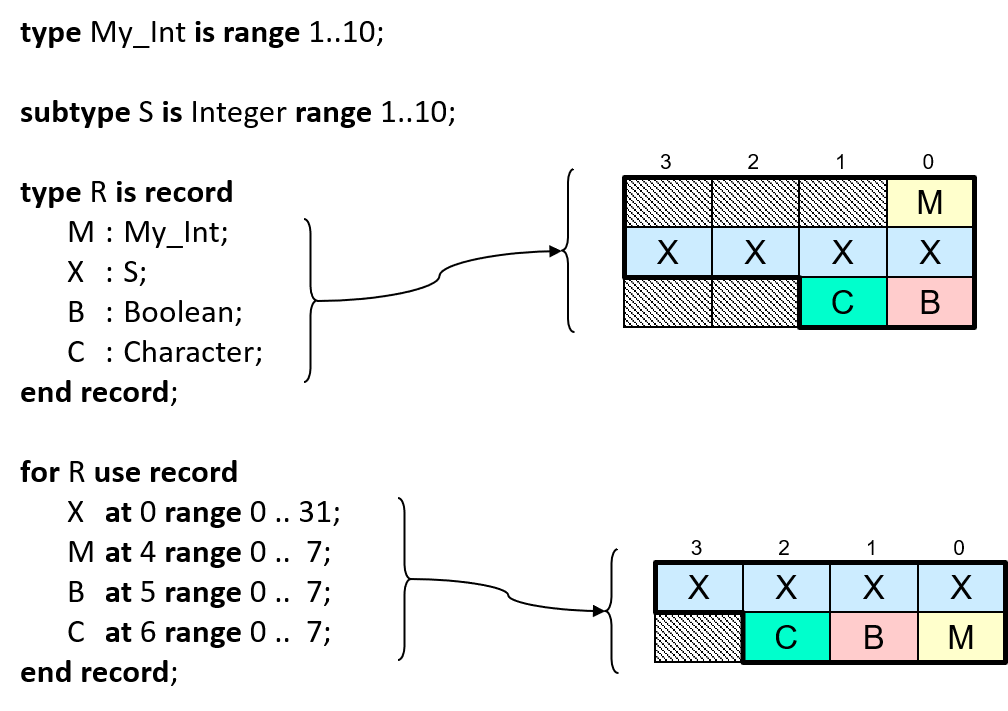 type My_Int is range 1..10;
subtype S is Integer range 1..10;
type R is record
M : My_Int;
X : S;
B : Boolean;
C : Character;
end record;
3 2 1 0
M
X X X X
C B
for R use record
X at 0 range 0 .. 31;
M at 4 range 0 .. 7;
B at 5 range 0 .. 7;
C at 6 range 0 .. 7;
end record;
3 2 1 0
X X X X
C B M